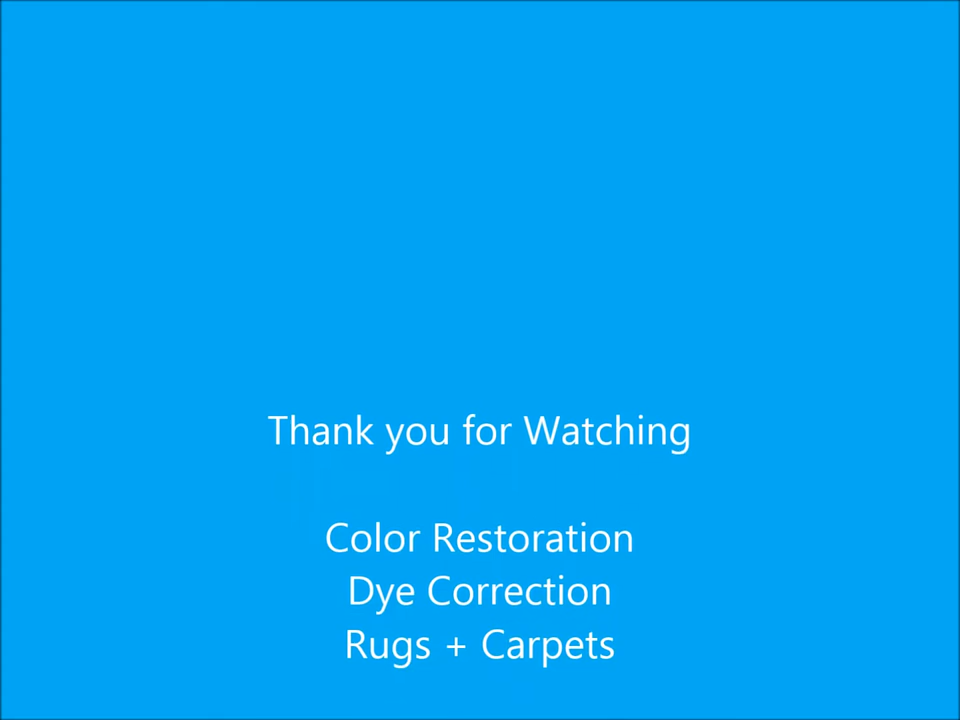 Thank you for Watching
Color Restoration
Dye Correction
Rugs + Carpets